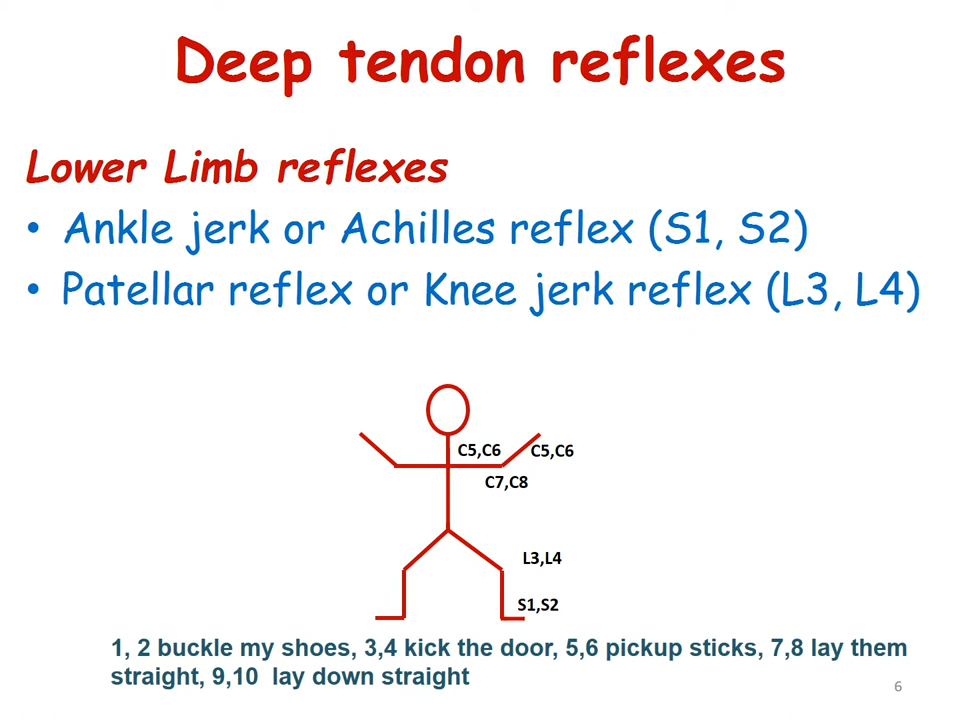 Deep tendon reflexes
Lower Limb reflexes
• Ankle jerk or Achilles reflex (S1, S2)
• Patellar reflex or Knee jerk reflex (L3, L4)
C5,C6
C5,C6
C7,C8
L3,L4
S1,S2
1, 2 buckle my shoes, 3,4 kick the door, 5,6 pickup sticks, 7,8 lay them
straight, 9,10 lay down straight
6